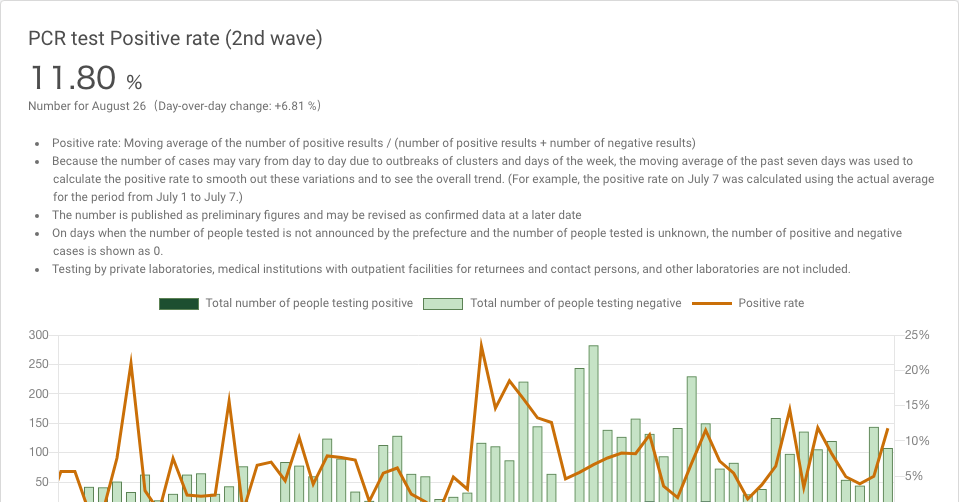 PCR test Positive rate (2nd wave)
11.80 %
Number for August 26 (Day-over-day change: +6.81 %)
• Positive rate: Moving average of the number of positive results / (number of positive results + number of negative results)
• Because the number of cases may vary from day to day due to outbreaks of clusters and days of the week, the moving average of the past seven days was used to
calculate the positive rate to smooth out these variations and to see the overall trend. (For example, the positive rate on July 7 was calculated using the actual average
for the period from July 1 to July 7.)
• The number is published as preliminary figures and may be revised as confirmed data at a later date
• On days when the number of people tested is not announced by the prefecture and the number of people tested is unknown, the number of positive and negative
cases is shown as 0.
• Testing by private laboratories, medical institutions with outpatient facilities for returnees and contact persons, and other laboratories are not included.
Total number of people testing positive Total number of people testing negative Positive rate
300 25%
250 20%
200 15%
150 10%
100 5%
50